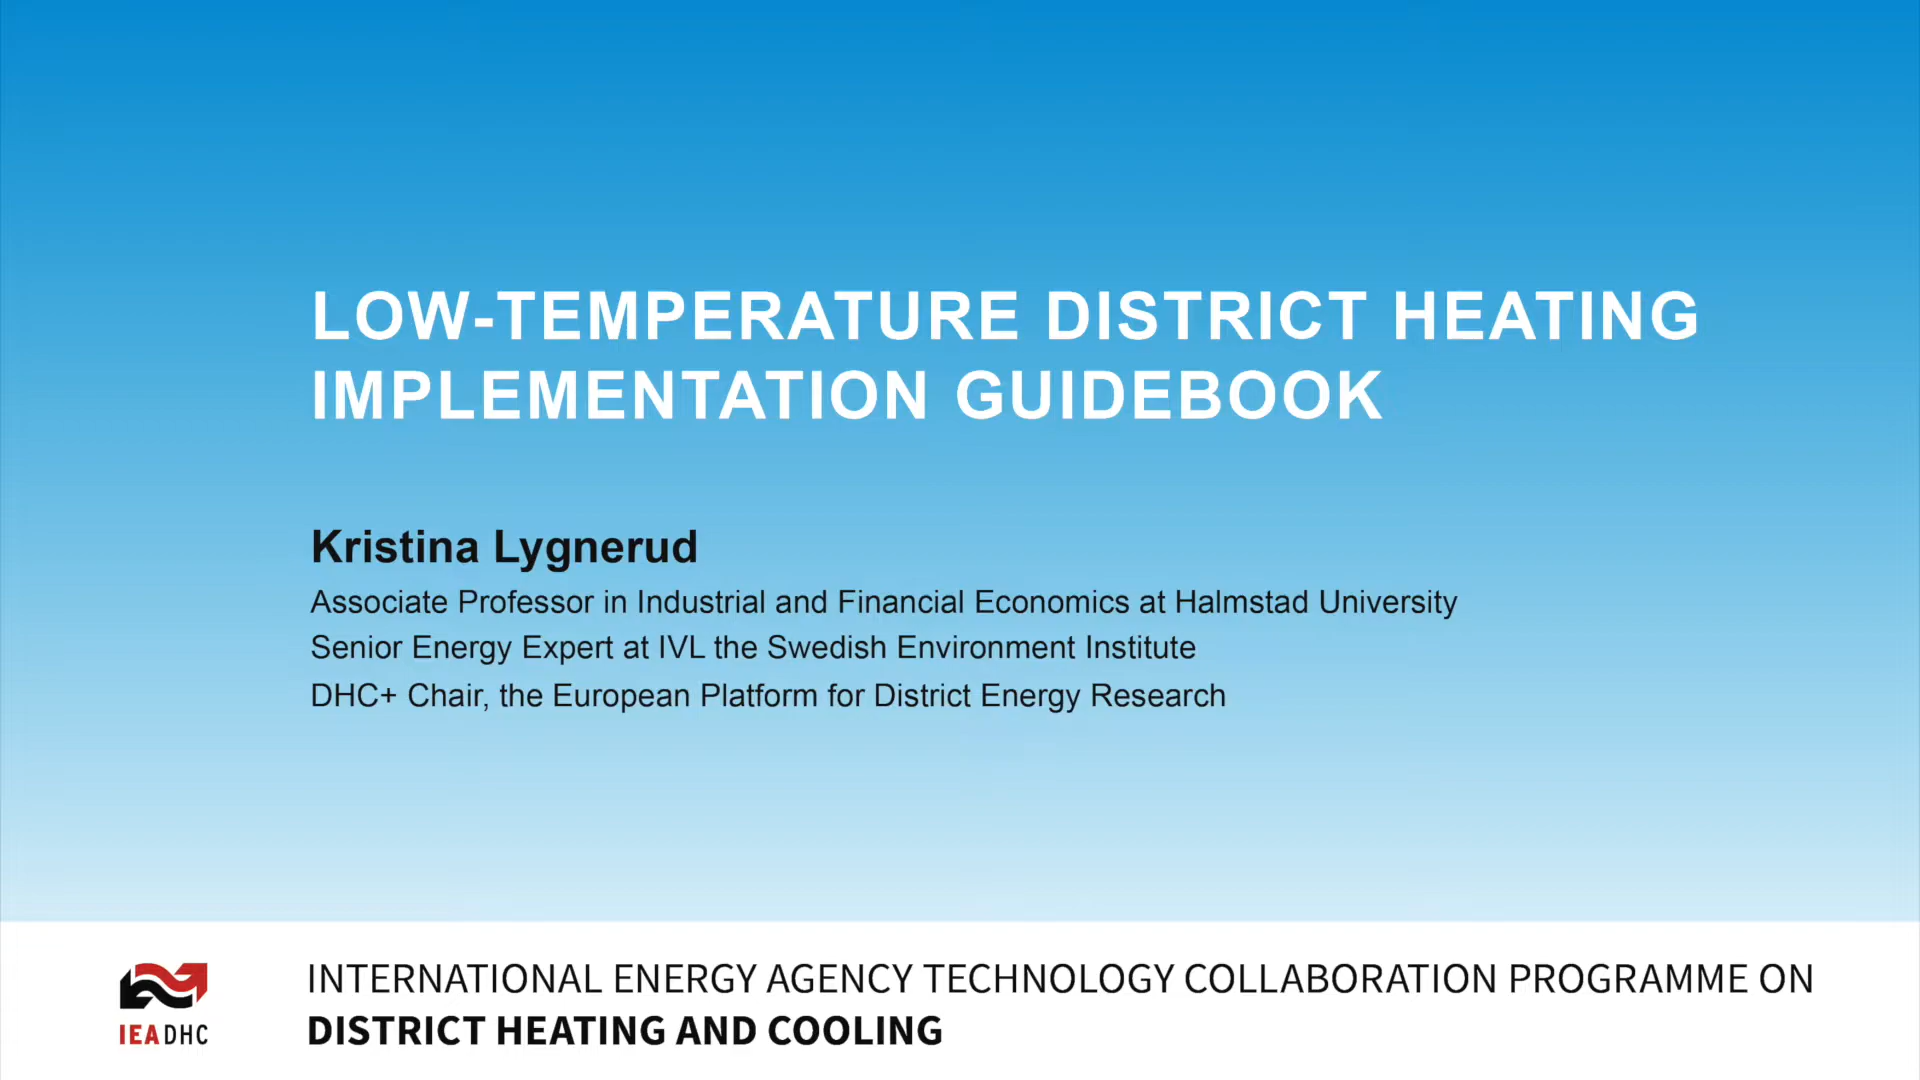 LOW-TEMPERATURE DISTRICT HEATING
IMPLEMENTATION GUIDEBOOK
Kristina Lygnerud
Associate Professor in Industrial and Financial Economics at Halmstad University
Senior Energy Expert at IVL the Swedish Environment Institute
DHC+ Chair, the European Platform for District Energy Research
IEADHC
INTERNATIONAL ENERGY AGENCY TECHNOLOGY COLLABORATION PROGRAMME ON
DISTRICT HEATING AND COOLING